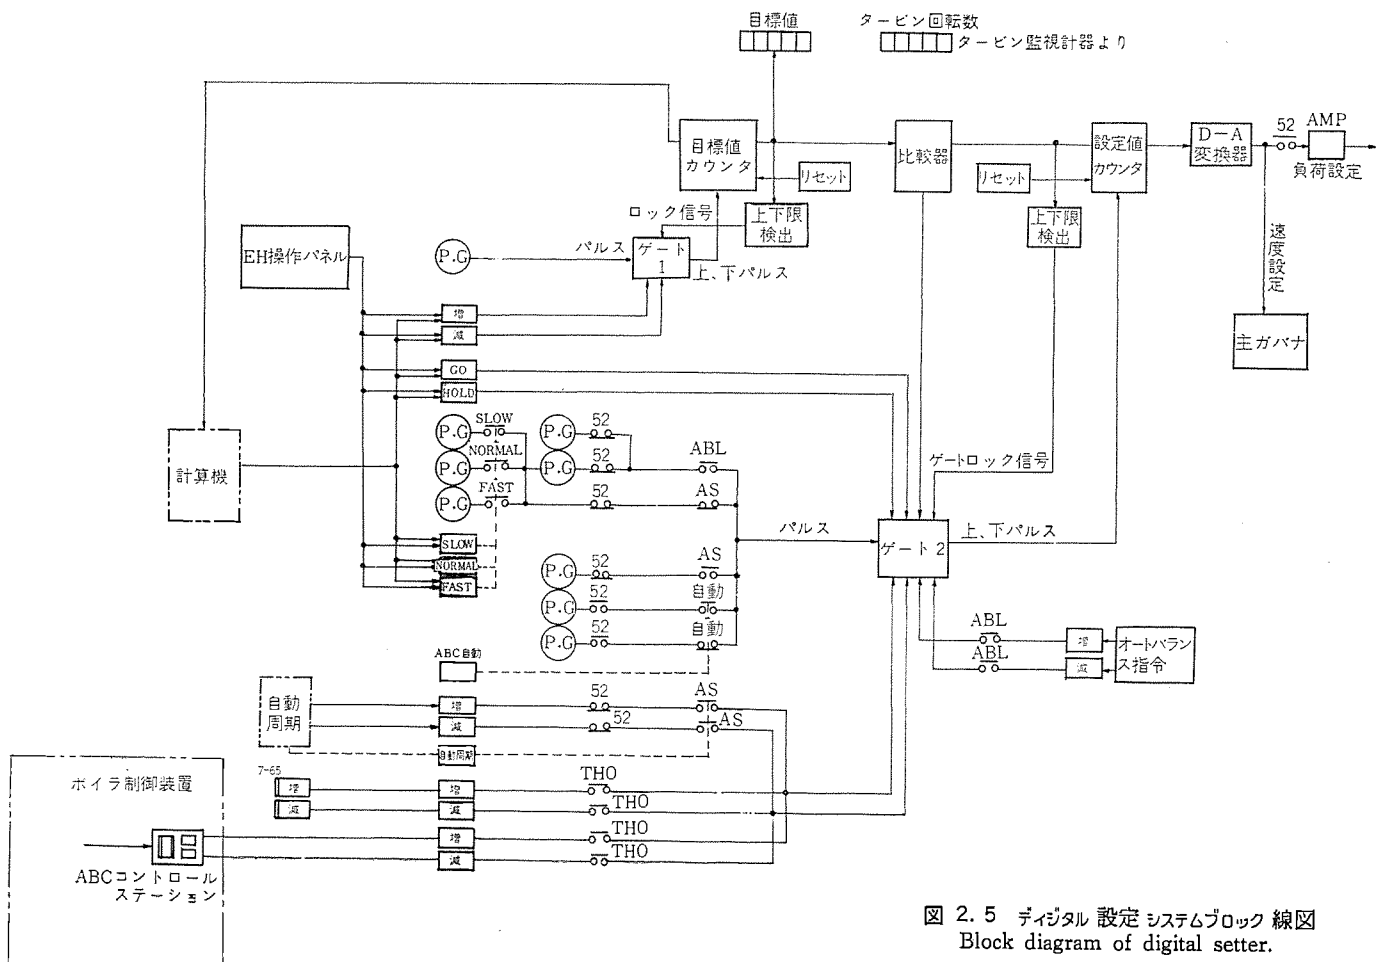 目標値
タービン回転数
タービン監視計器より
目標値
カウンタ
リセット
比較器
リセット
設定値
カウンタ
D-A
変換器
52
AMP
負荷設定
上下限
検出
上下限
検出
速度設定
主ガバナ
ロック信号
EH操作パネル
P.G
パルス
ゲート
1
上、下パルス
増
減
GO
HOLD
計算機
P.G
SLOW
P.G
NORMAL
P.G
FAST
P.G
52
P.G
52
ABL
52
AS
ゲートロック信号
SLOW
NORMAL
FAST
パルス
ゲート 2
上、下パルス
P.G
52
AS
P.G
52
自動
P.G
52
自動
ABL
増
ABL
減
オートバラン
ス指令
ABC自動
自動
周期
増
52
AS
減
52
AS
自動周期
ボイラ制御装置
7-65
増
増
THO
減
減
THO
増
THO
減
THO
ABCコントロール
ステーション
図 2.5 ディジタル 設定 システムブロック 線図
Block diagram of digital setter.